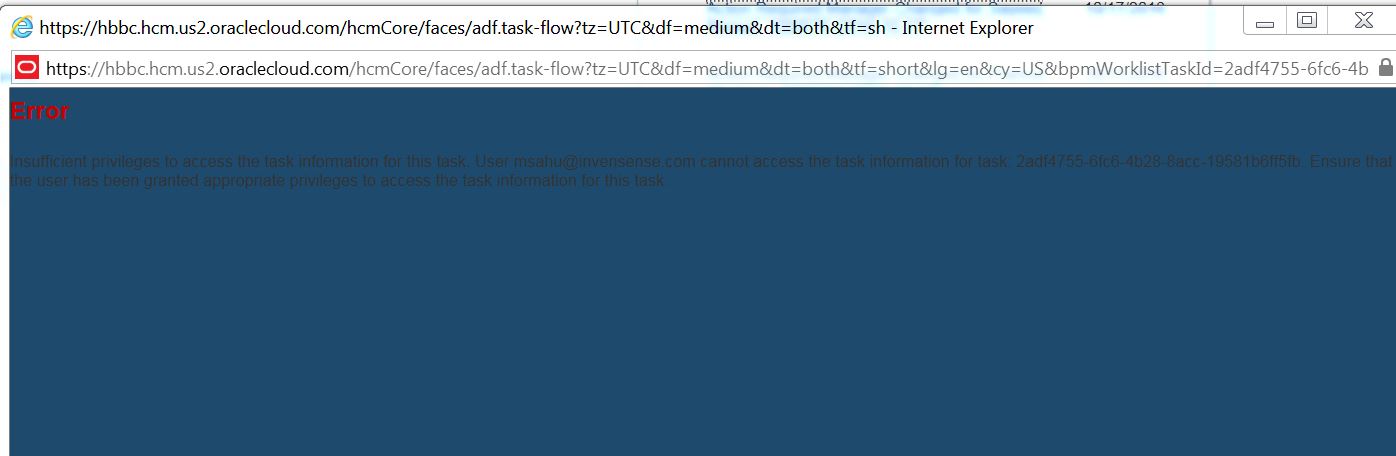 https://hbbc.hcm.us2.oraclecloud.com/hcmCore/faces/adf.task-flow?tz=UTC&df=medium&dt=both&tf=sh - Internet Explorer
https://hbbc.hcm.us2.oraclecloud.com/hcmCore/faces/adf.task-flow?tz=UTC&df=medium&dt=both&tf=short&lg=en&cy=US&bpmWorklistTaskId=2adf4755-6fc6-4b
Error
Insufficient privileges to access the task information for this task. User msahu@invensense.com cannot access the task information for task: 2adf4755-6fc6-4b28-8acc-19581b6ff5fb. Ensure that
the user has been granted appropriate privileges to access the task information for this task